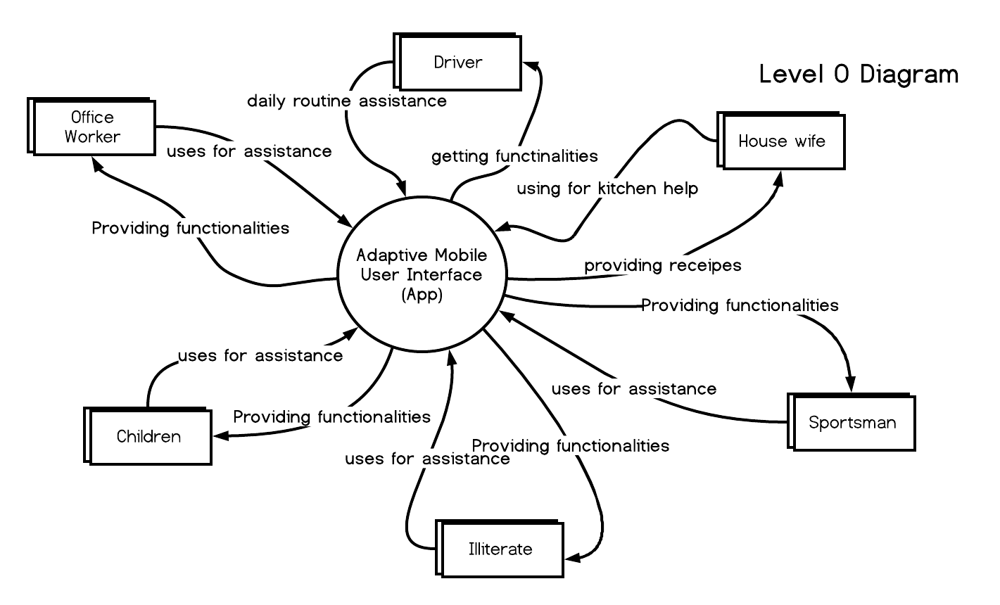 Driver
Level 0 Diagram
daily routine assistance
Office
Worker
House wife
uses for assistance
getting functinalities
using for kitchen help
Providing functionalities
Adaptive Mobile
User Interface
(App)
providing receipes
Providing functionalities
uses for assistance
uses for assistance
Providing functionalities
Sportsman
Children
Providing functionalities
uses for assistance
Illiterate